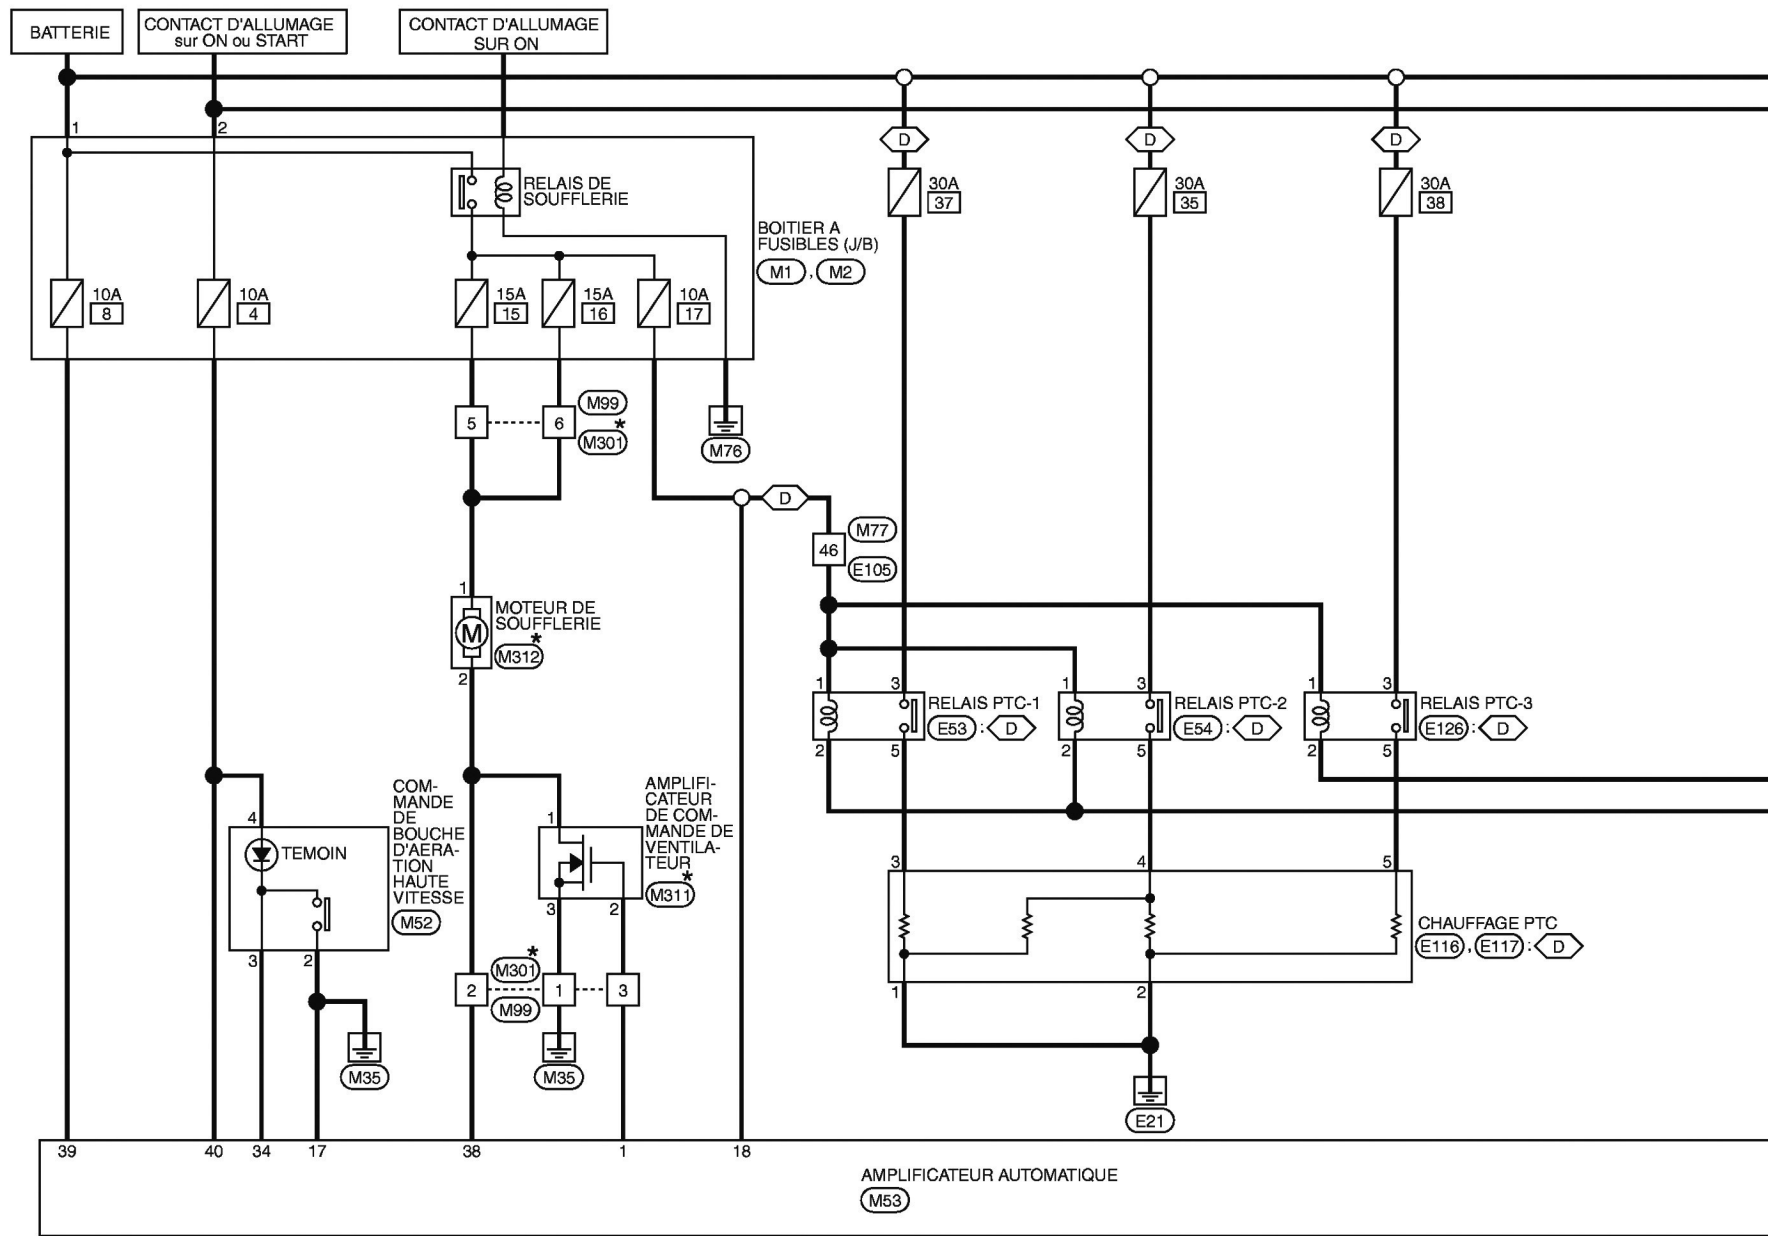 BATTERIE
CONTACT D'ALLUMAGE
sur ON ou START
CONTACT D'ALLUMAGE
SUR ON
1
2
D
D
D
RELAIS DE
SOUFFLERIE
30A
37
30A
35
30A
38
BOITIER A
FUSIBLES (J/B)
M1 , M2
10A
8
10A
4
15A
15
15A
16
10A
17
5
6
M99
*
M301
M76
D
M77
46
E105
1
MOTEUR DE
SOUFFLERIE
M
*
M312
2
1
3
RELAIS PTC-1
E53 : D
2
5
1
3
RELAIS PTC-2
E54 : D
2
5
1
3
RELAIS PTC-3
E126 : D
2
5
4
TEMOIN
COM-
MANDE
DE
BOUCHE
D'AERA-
TION
HAUTE
VITESSE
M52
3
2
1
AMPLIFI-
CATEUR
DE COM-
MANDE DE
VENTILA-
TEUR
*
M311
3
2
3
4
5
CHAUFFAGE PTC
E116 , E117 : D
1
2
*
M301
2
1
3
M99
M35
M35
E21
39
40
34
17
38
1
18
AMPLIFICATEUR AUTOMATIQUE
M53